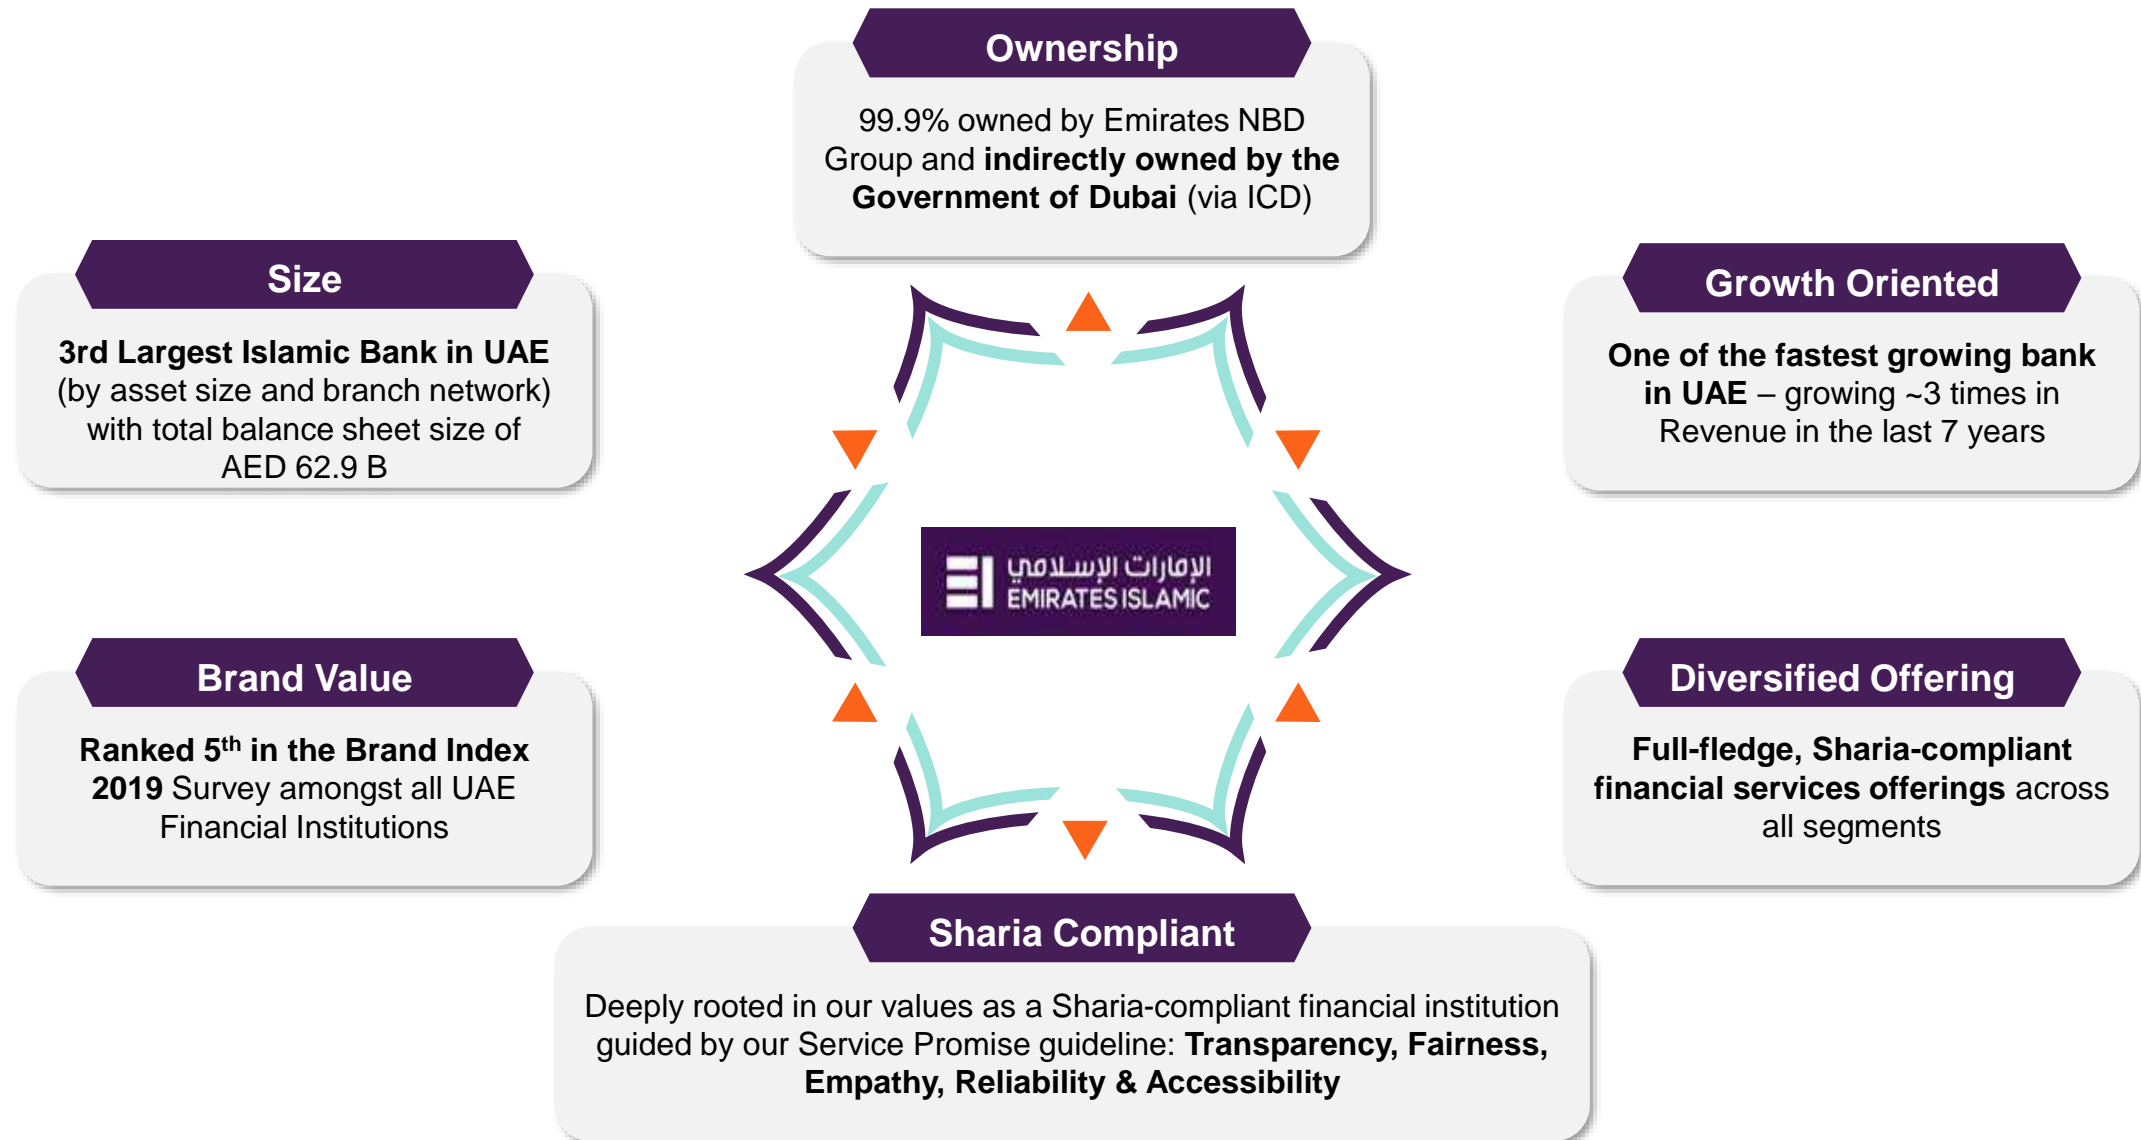 Ownership
99.9% owned by Emirates NBD
Group and indirectly owned by the
Government of Dubai (via ICD)
Size
3rd Largest Islamic Bank in UAE
(by asset size and branch network)
with total balance sheet size of
AED 62.9 B
Growth Oriented
One of the fastest growing bank
in UAE – growing ~3 times in
Revenue in the last 7 years
الإمارات الإسلامي
EMIRATES ISLAMIC
Brand Value
Ranked 5th in the Brand Index
2019 Survey amongst all UAE
Financial Institutions
Diversified Offering
Full-fledge, Sharia-compliant
financial services offerings across
all segments
Sharia Compliant
Deeply rooted in our values as a Sharia-compliant financial institution
guided by our Service Promise guideline: Transparency, Fairness,
Empathy, Reliability & Accessibility